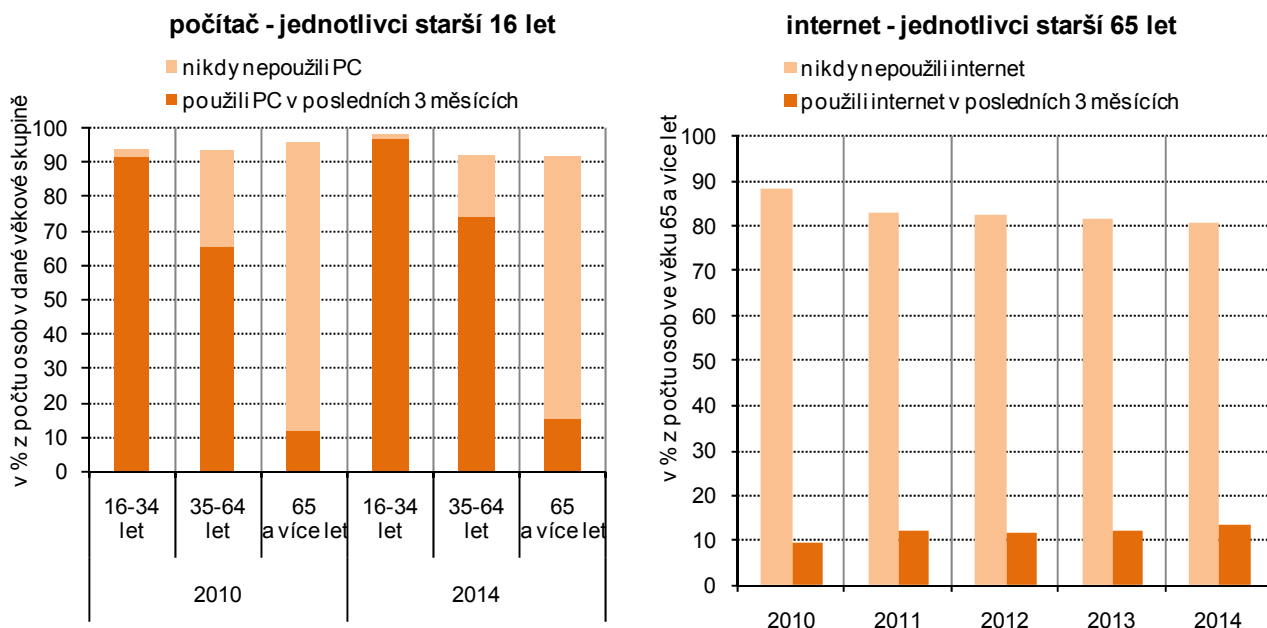 počítač - jednotlivci starší 16 let
nikdy nepoužili PC
použili PC v posledních 3 měsících
v % z počtu osob v dané věkové skupině
100
90
80
70
60
50
40
30
20
10
0
16-34 let
35-64 let
65 a více let
16-34 let
35-64 let
65 a více let
2010
2014
internet - jednotlivci starší 65 let
nikdy nepoužili internet
použili internet v posledních 3 měsících
v % z počtu osob ve věku 65 a více let
100
90
80
70
60
50
40
30
20
10
0
2010
2011
2012
2013
2014